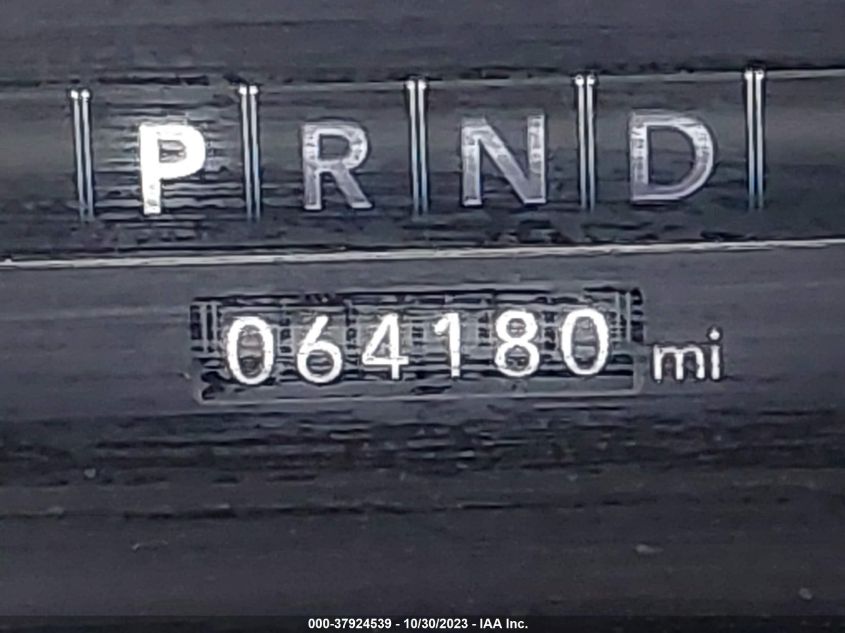 P R N D
064180 mi
000-37924539 - 10/30/2023 - IAA Inc.